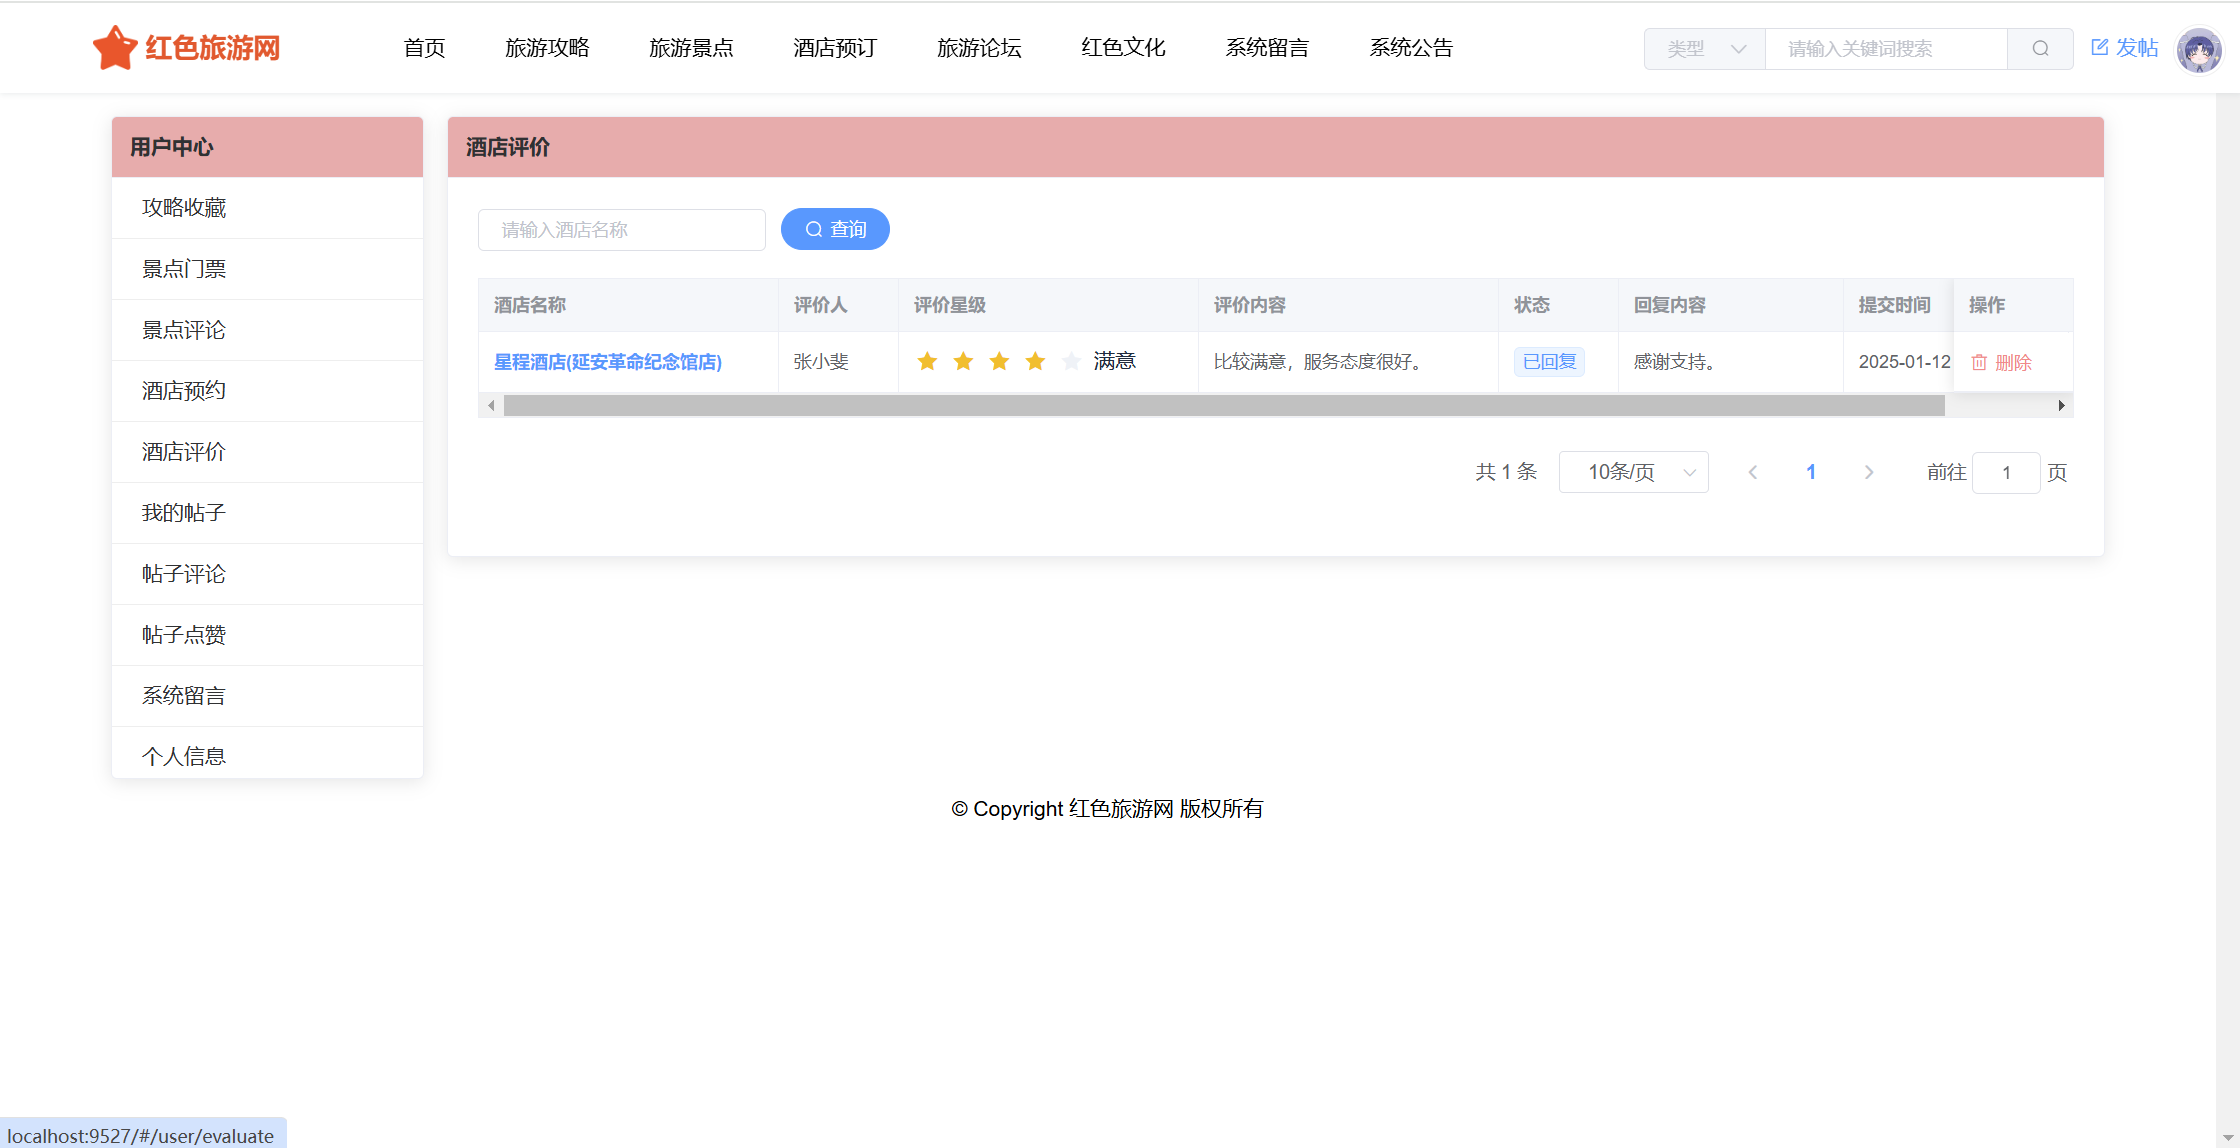 红色旅游网 首页 旅游攻略 旅游景点 酒店预订 旅游论坛 红色文化 系统留言 系统公告 类型 请输入关键词搜索 发帖
用户中心
攻略收藏
景点门票
景点评论
酒店预约
酒店评价
我的帖子
帖子评论
帖子点赞
系统留言
个人信息
酒店评价
请输入酒店名称 查询
酒店名称 评价人 评价星级 评价内容 状态 回复内容 提交时间 操作
星程酒店(延安革命纪念馆店) 张小斐 满意 比较满意，服务态度很好。 已回复 感谢支持。 2025-01-12 删除
共 1 条 10条/页 1 前往 1 页
© Copyright 红色旅游网 版权所有
localhost:9527/#/user/evaluate